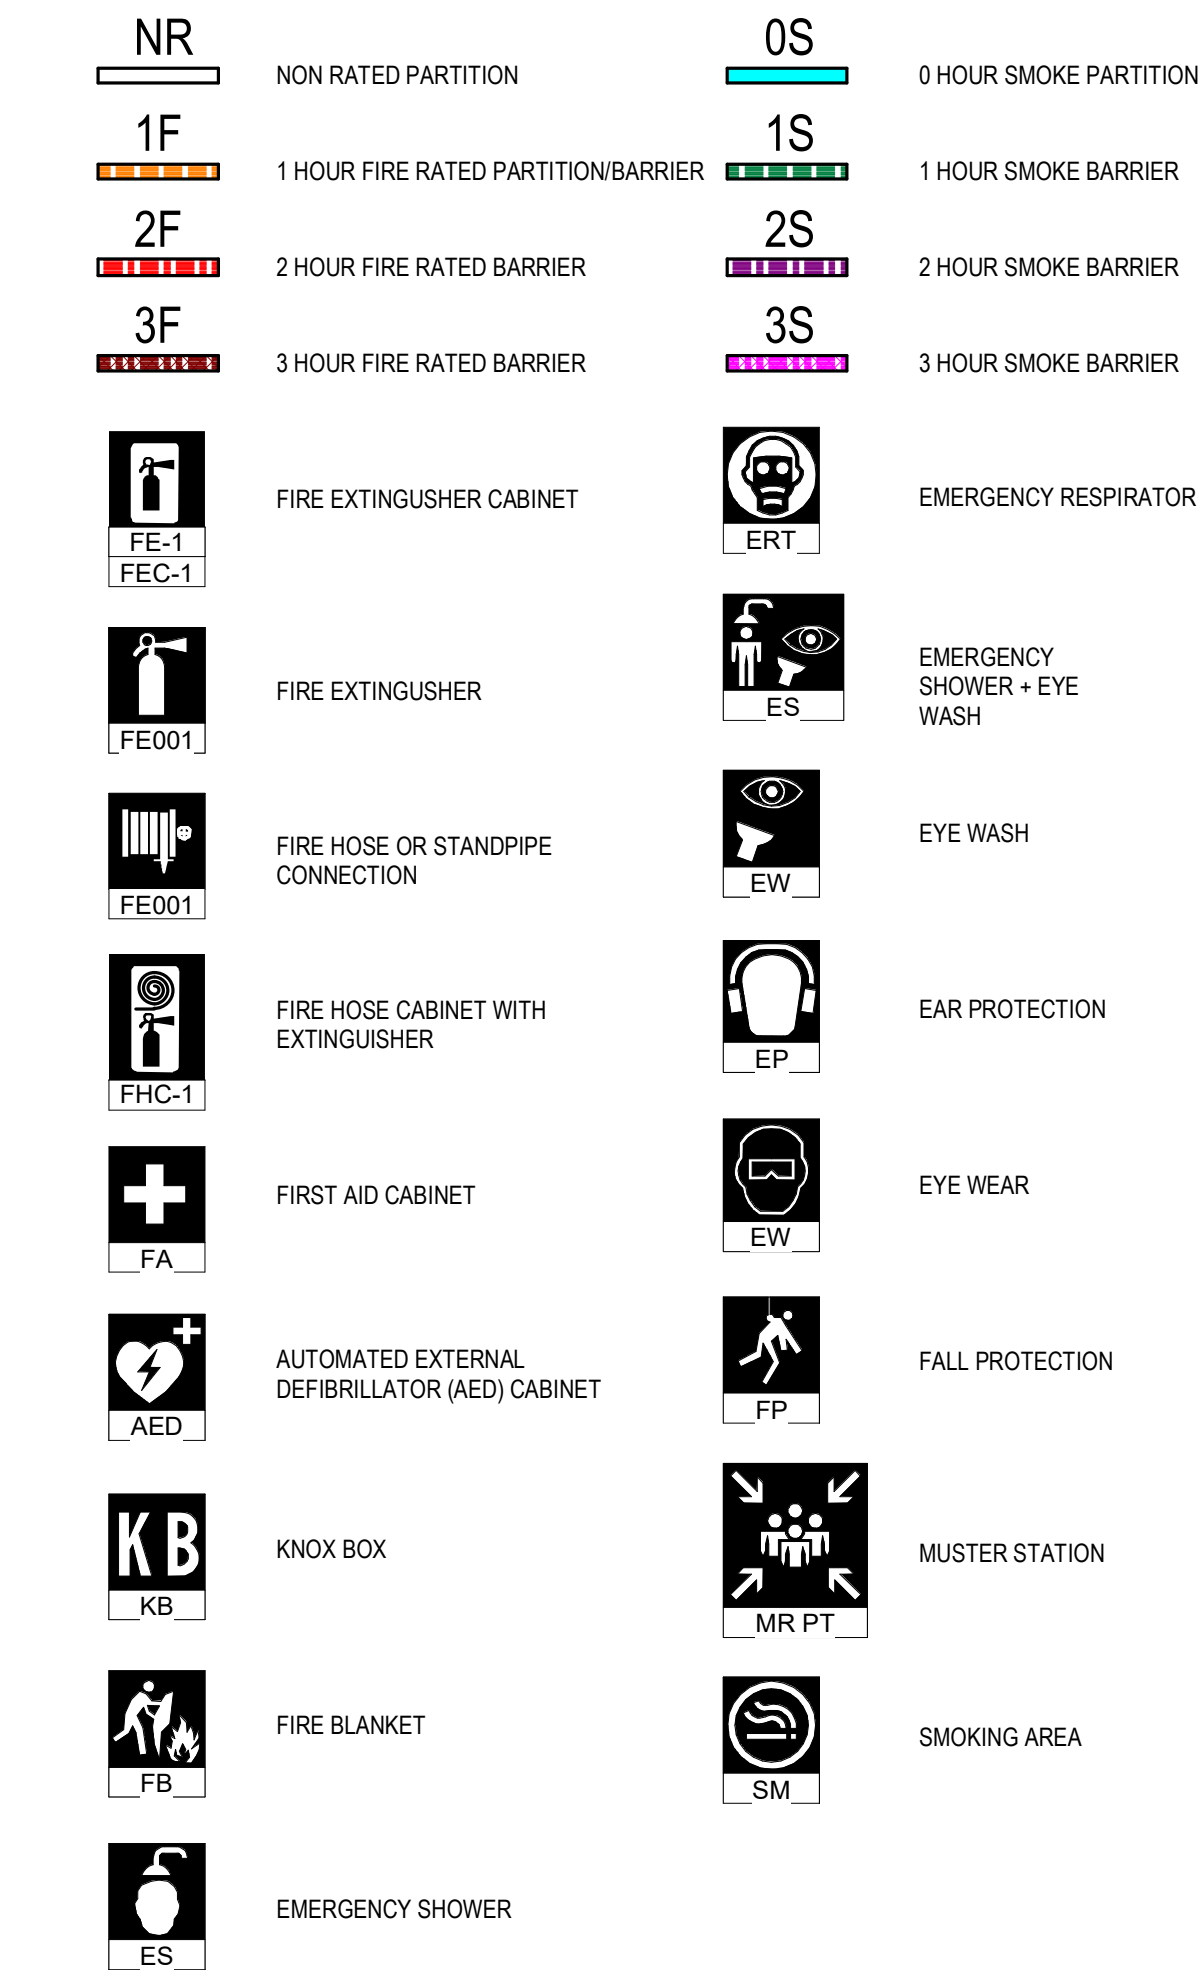 NR
NON RATED PARTITION
0S
0 HOUR SMOKE PARTITION
1F
1 HOUR FIRE RATED PARTITION/BARRIER
1S
1 HOUR SMOKE BARRIER
2F
2 HOUR FIRE RATED BARRIER
2S
2 HOUR SMOKE BARRIER
3F
3 HOUR FIRE RATED BARRIER
3S
3 HOUR SMOKE BARRIER
FE-1
FEC-1
FIRE EXTINGUSHER CABINET
FE001
FIRE EXTINGUSHER
FE001
FIRE HOSE OR STANDPIPE
CONNECTION
FHC-1
FIRE HOSE CABINET WITH
EXTINGUISHER
FA
FIRST AID CABINET
AED
AUTOMATED EXTERNAL
DEFIBRILLATOR (AED) CABINET
KB
KB
KNOX BOX
FB
FIRE BLANKET
ES
EMERGENCY SHOWER
ERT
EMERGENCY RESPIRATOR
ES
EMERGENCY
SHOWER + EYE
WASH
EW
EYE WASH
EP
EAR PROTECTION
EW
EYE WEAR
FP
FALL PROTECTION
MR PT
MUSTER STATION
SM
SMOKING AREA